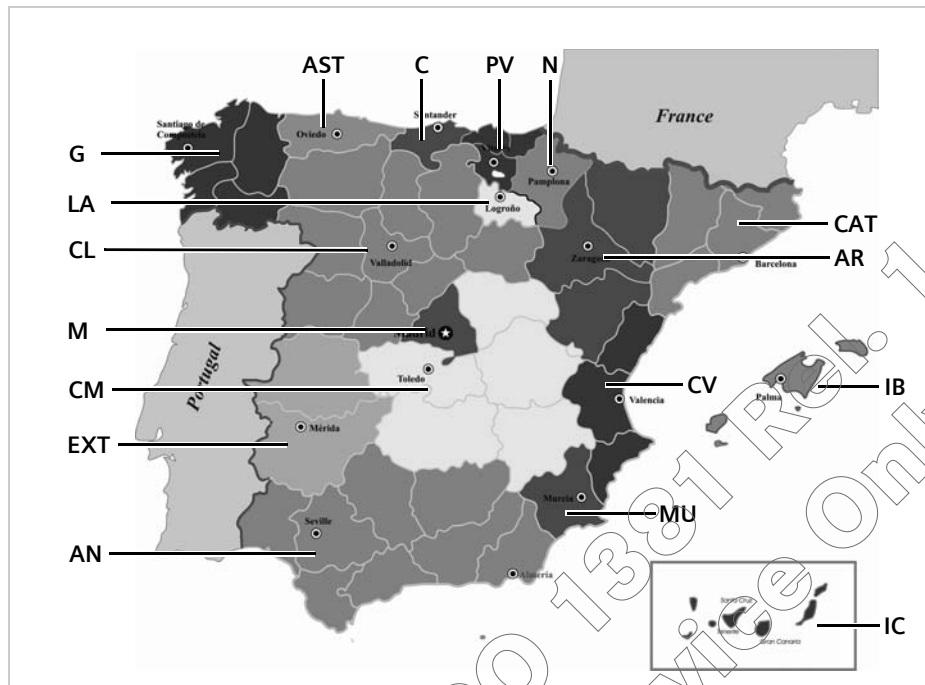 AST
C
PV
N
Santander
France
Santiago de
Compostela
Oviedo
G
Pamplona
LA
Logroño
CAT
CL
Valladolid
AR
Barcelona
M
Madrid
Portugal
Toledo
CM
CV
IB
Palma
Valencia
EXT
Mérida
Murcia
MU
Seville
AN
Almería
Santa Cruz
Tenerife
Gran Canaria
IC